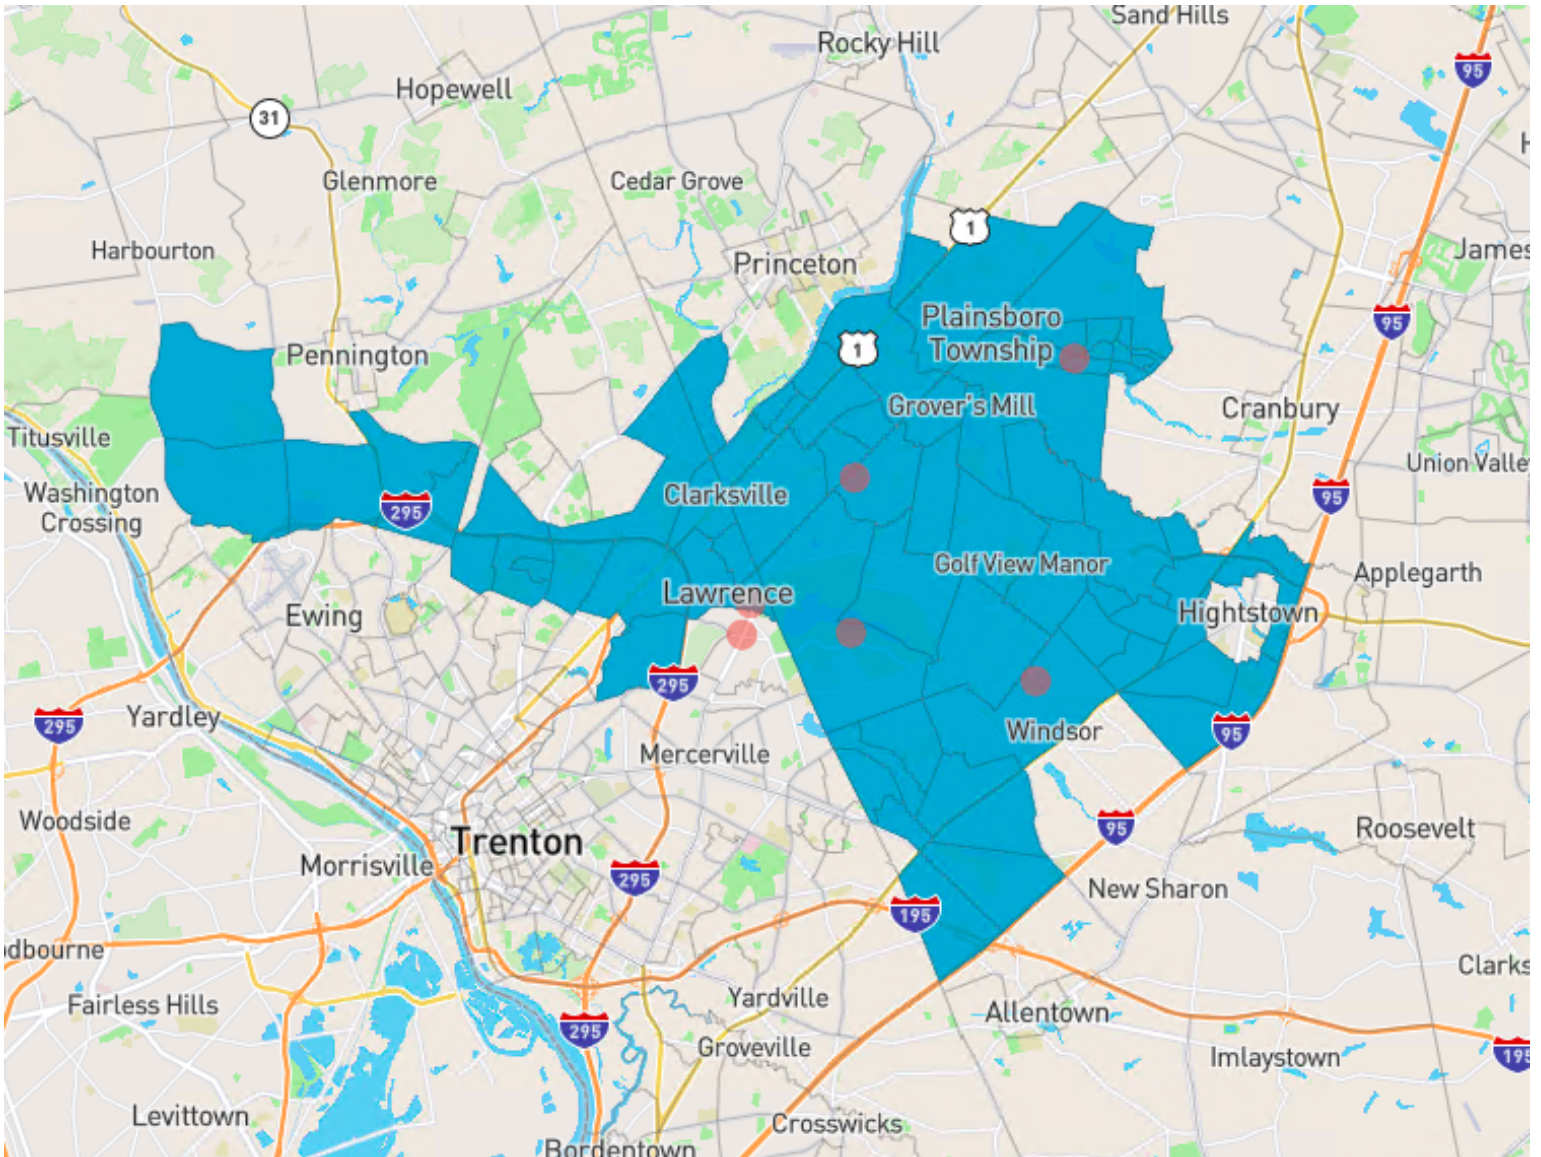 Sand Hills
Rocky Hill
95
Hopewell
31
Glenmore
Cedar Grove
1
Harbourton
James
Princeton
Plainsboro
Township
95
1
Pennington
Grover's Mill
Cranbury
Titusville
Union Valley
Washington
Crossing
Clarksville
95
295
Golf View Manor
Applegarth
Lawrence
Ewing
Hightstown
295
Yardley
295
Windsor
95
Mercerville
Woodside
95
Roosevelt
Trenton
Morrisville
295
New Sharon
195
odbourne
Clarks
Fairless Hills
Yardville
Allentown
295
Groveville
Imlaystown
195
Levittown
Crosswicks
Bordentown